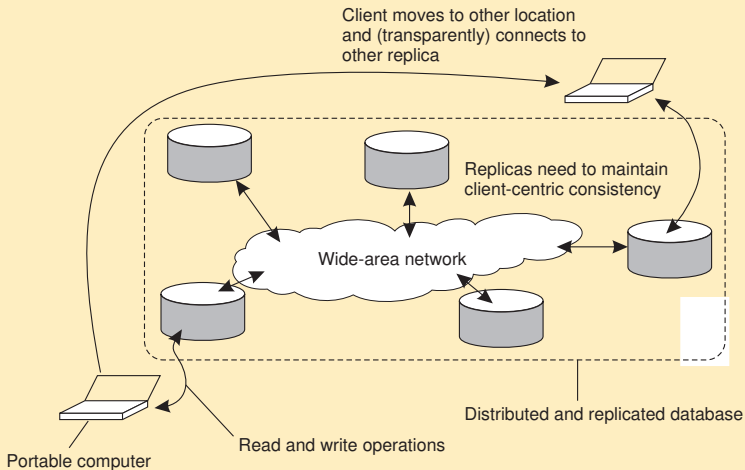 Client moves to other location
and (transparently) connects to
other replica
Replicas need to maintain
client-centric consistency
Wide-area network
Distributed and replicated database
Read and write operations
Portable computer